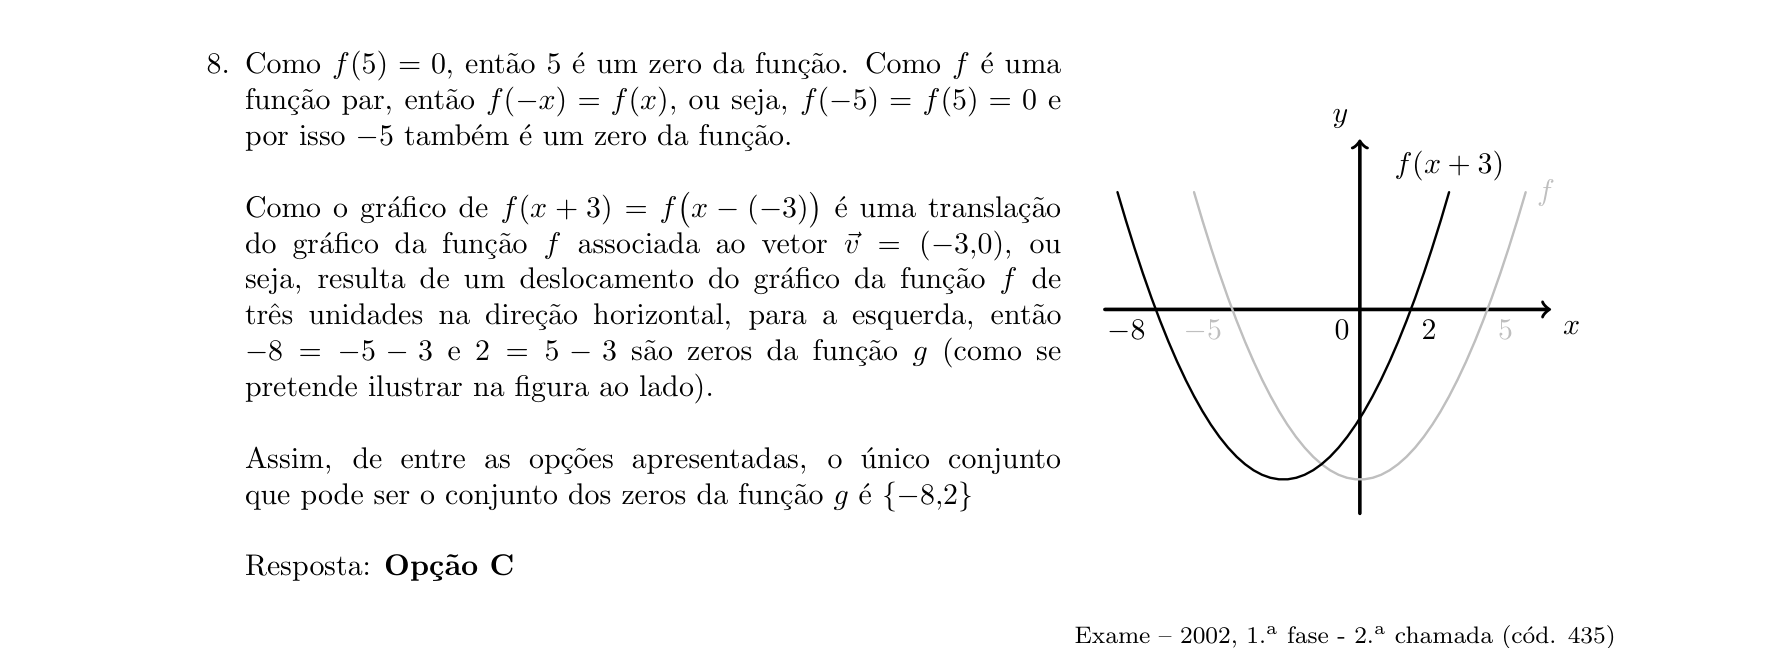 8. Como f(5) = 0, então 5 é um zero da função. Como f é uma
função par, então f(−x) = f(x), ou seja, f(−5) = f(5) = 0 e
por isso −5 também é um zero da função.
Como o gráfico de f(x + 3) = f(x − (−3)) é uma translação
do gráfico da função f associada ao vetor v⃗ = (−3,0), ou
seja, resulta de um deslocamento do gráfico da função f de
três unidades na direção horizontal, para a esquerda, então
−8 = −5 − 3 e 2 = 5 − 3 são zeros da função g (como se
pretende ilustrar na figura ao lado).
Assim, de entre as opções apresentadas, o único conjunto
que pode ser o conjunto dos zeros da função g é {−8,2}
Resposta: Opção C
y
f(x + 3)
f
−8 −5 0 2 5
x
Exame – 2002, 1.ª fase - 2.ª chamada (cód. 435)